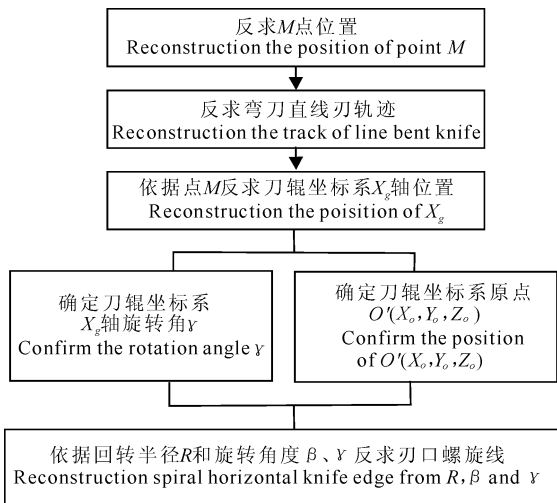 反求M点位置
Reconstruction the position of point M
反求弯刀直线刃轨迹
Reconstruction the track of line bent knife
依据点M反求刀辊坐标系Xg轴位置
Reconstruction the poisition of Xg
确定刀辊坐标系
Xg轴旋转角γ
Confirm the rotation angle γ
确定刀辊坐标系原点
O'(Xo,Yo,Zo)
Confirm the position
of O'(Xo,Yo,Zo)
依据回转半径R和旋转角度β、γ反求刃口螺旋线
Reconstruction spiral horizontal knife edge from R,β and γ